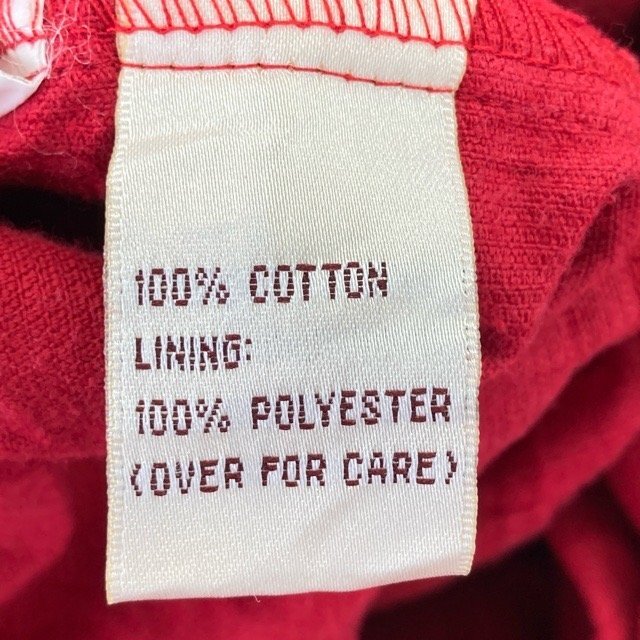 100% COTTON
LINING:
100% POLYESTER
(OVER FOR CARE)